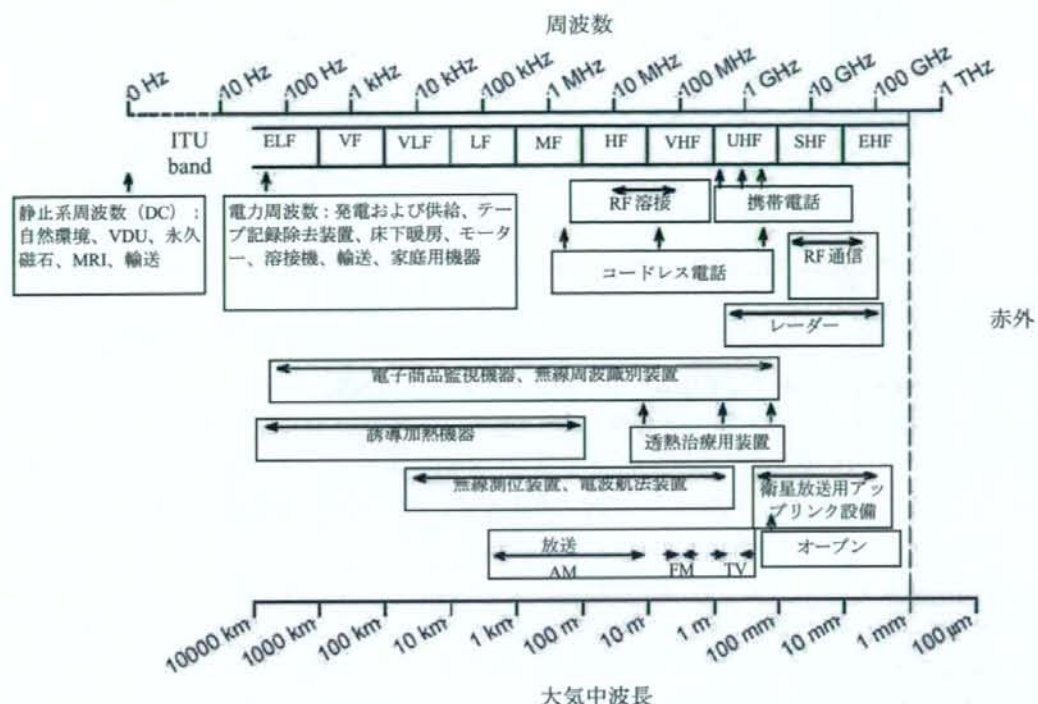 周波数
0 Hz 10 Hz 100 Hz 1 kHz 10 kHz 100 kHz 1 MHz 10 MHz 100 MHz 1 GHz 10 GHz 100 GHz 1 THz
ITU
band
ELF VF VLF LF MF HF VHF UHF SHF EHF
静止系周波数（DC）：
自然環境、VDU、永久
磁石、MRI、輸送
電力周波数：発電および供給、テー
プ記録除去装置、床下暖房、モータ
ー、溶接機、輸送、家庭用機器
RF 溶接
携帯電話
コードレス電話
RF 通信
レーダー
赤外
電子商品監視機器、無線周波識別装置
誘導加熱機器
透熱治療用装置
無線測位装置、電波航法装置
衛星放送用アッ
プリンク設備
放送
AM FM TV
オーブン
10000 km 1000 km 100 km 10 km 1 km 100 m 10 m 1 m 100 mm 10 mm 1 mm 100 µm
大気中波長